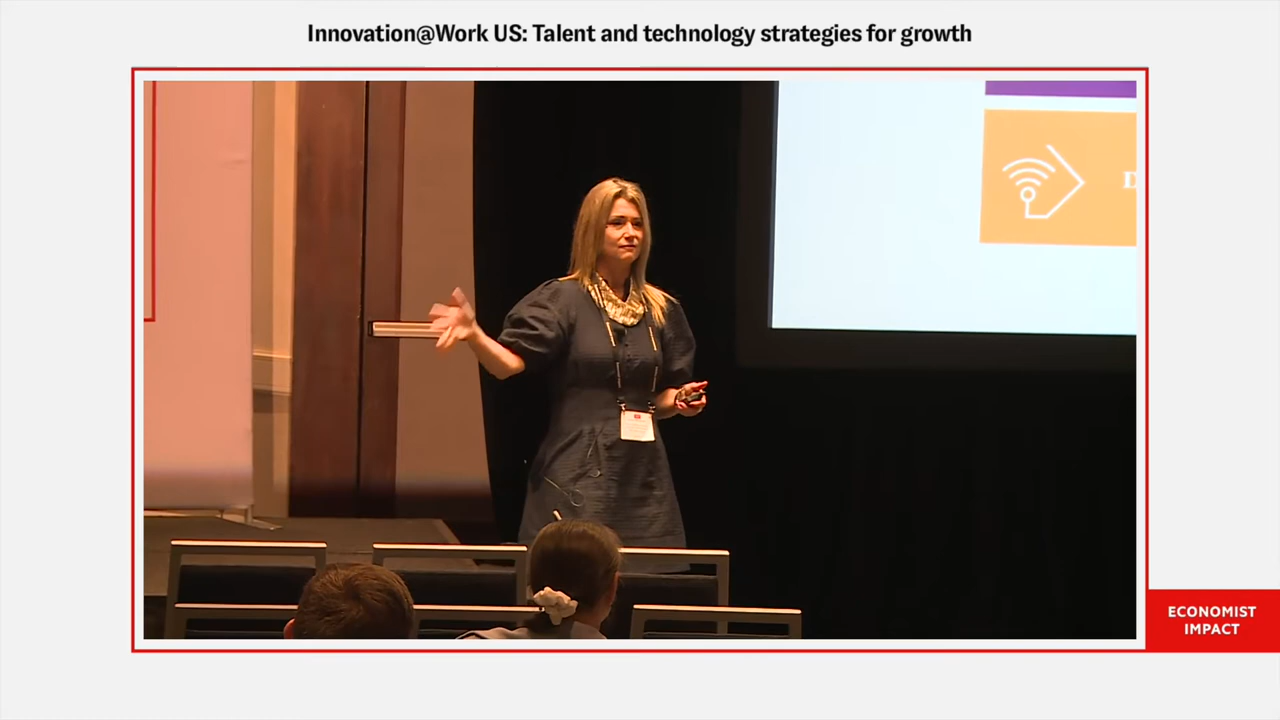 Innovation@Work US: Talent and technology strategies for growth
D
ECONOMIST
IMPACT